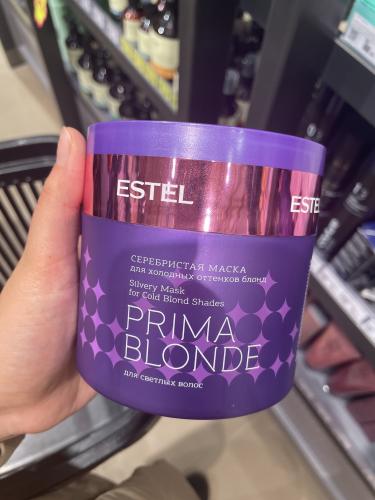 ESTEL
ESTEL
СЕРЕБРИСТАЯ МАСКА
для холодных оттенков блонд
Silvery Mask
for Cold Blond Shades
PRIMA
BLONDE
для светлых волос